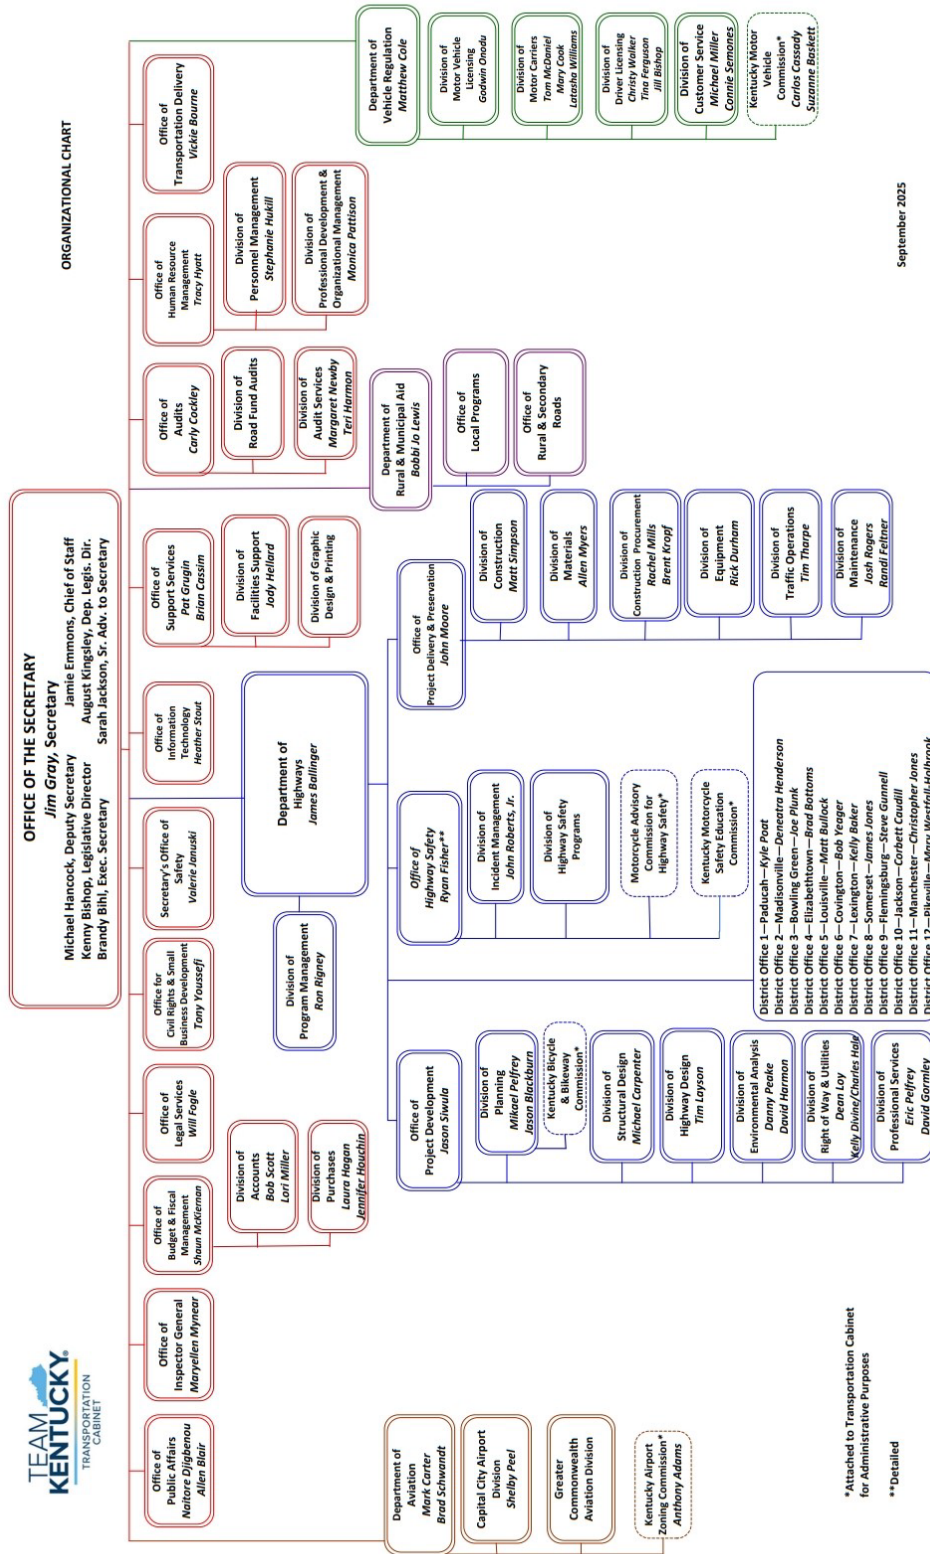 TEAM
KENTUCKY®
TRANSPORTATION
CABINET
ORGANIZATIONAL CHART
OFFICE OF THE SECRETARY
Jim Gray, Secretary
Michael Hancock, Deputy Secretary Jamie Emmons, Chief of Staff
Kenny Bishop, Legislative Director August Kingsley, Dep. Legis. Dir.
Brandy Bihl, Exec. Secretary Sarah Jackson, Sr. Adv. to Secretary
Office of
Public Affairs
Naitore Djigbenou
Allen Blair
Office of
Inspector General
Maryellen Mynear
Office of
Budget & Fiscal
Management
Shaun McKiernan
Division of
Accounts
Bob Scott
Lori Miller
Division of
Purchases
Laura Hagan
Jennifer Houchin
Office of
Legal Services
Will Fogle
Office for
Civil Rights & Small
Business Development
Tony Youssefi
Secretary's Office of
Safety
Valerie Januski
Office of
Information
Technology
Heather Stout
Office of
Support Services
Pat Grugin
Brian Cassim
Division of
Facilities Support
Jody Hellard
Division of Graphic
Design & Printing
Office of
Audits
Carly Cockley
Division of
Road Fund Audits
Division of
Audit Services
Margaret Newby
Teri Harmon
Office of
Human Resource
Management
Tracy Hyatt
Division of
Personnel Management
Stephanie Hukill
Division of
Professional Development &
Organizational Management
Monica Pattison
Office of
Transportation Delivery
Vickie Bourne
Department of
Aviation
Mark Carter
Brad Schwandt
Capital City Airport
Division
Shelby Peel
Greater
Commonwealth
Aviation Division
Kentucky Airport
Zoning Commission*
Anthony Adams
Department of
Highways
James Ballinger
Division of
Program Management
Ron Rigney
Office of
Project Development
Jason Siwula
Division of
Planning
Mikael Pelfrey
Jason Blackburn
Kentucky Bicycle
& Bikeway
Commission*
Division of
Structural Design
Michael Carpenter
Division of
Highway Design
Tim Layson
Division of
Environmental Analysis
Danny Peake
David Harmon
Division of
Right of Way & Utilities
Dean Loy
Kelly Divine/Charles Hale
Division of
Professional Services
Eric Pelfrey
David Gormley
Office of
Highway Safety
Ryan Fisher**
Division of
Incident Management
John Roberts, Jr.
Division of
Highway Safety
Programs
Motorcycle Advisory
Commission for
Highway Safety*
Kentucky Motorcycle
Safety Education
Commission*
District Office 1—Paducah—Kyle Poat
District Office 2—Madisonville—Deneatra Henderson
District Office 3—Bowling Green—Joe Plunk
District Office 4—Elizabethtown—Brad Bottoms
District Office 5—Louisville—Matt Bullock
District Office 6—Covington—Bob Yeager
District Office 7—Lexington—Kelly Baker
District Office 8—Somerset—James Jones
District Office 9—Flemingsburg—Steve Gunnell
District Office 10—Jackson—Corbett Caudill
District Office 11—Manchester—Christopher Jones
District Office 12—Pikeville—Mary Westfall-Holbrook
Office of
Project Delivery & Preservation
John Moore
Division of
Construction
Matt Simpson
Division of
Materials
Allen Myers
Division of
Construction Procurement
Rachel Mills
Brent Kropf
Division of
Equipment
Rick Durham
Division of
Traffic Operations
Tim Tharpe
Division of
Maintenance
Josh Rogers
Randi Feltner
Department of
Rural & Municipal Aid
Bobbi Jo Lewis
Office of
Local Programs
Office of
Rural & Secondary
Roads
Department of
Vehicle Regulation
Matthew Cole
Division of
Motor Vehicle
Licensing
Godwin Onodu
Division of
Motor Carriers
Tom McDaniel
Mary Cook
Latasha Williams
Division of
Driver Licensing
Christy Walker
Tina Ferguson
Jill Bishop
Division of
Customer Service
Michael Miller
Connie Semones
Kentucky Motor
Vehicle
Commission*
Carlos Cassady
Suzanne Baskett
*Attached to Transportation Cabinet
for Administrative Purposes
**Detailed
September 2025